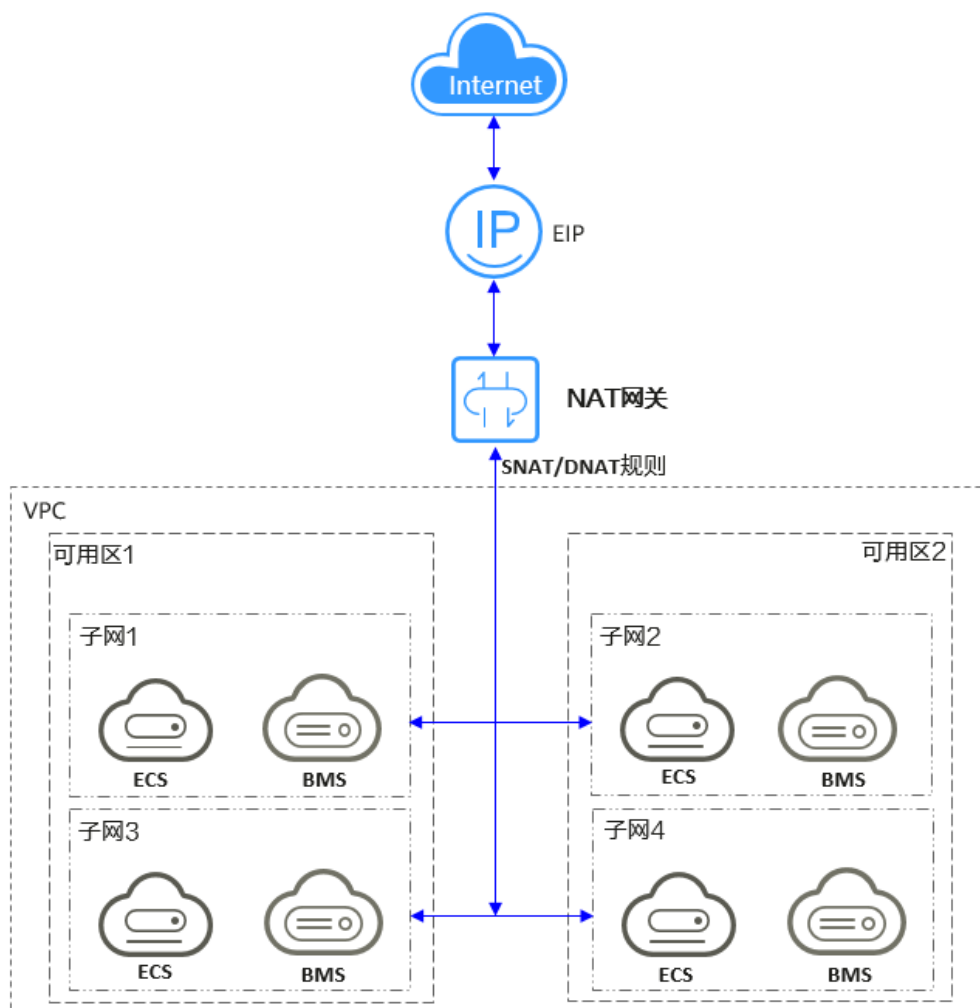 Internet
IP
EIP
NAT网关
SNAT/DNAT规则
VPC
可用区1
可用区2
子网1
子网2
ECS
BMS
ECS
BMS
子网3
子网4
ECS
BMS
ECS
BMS